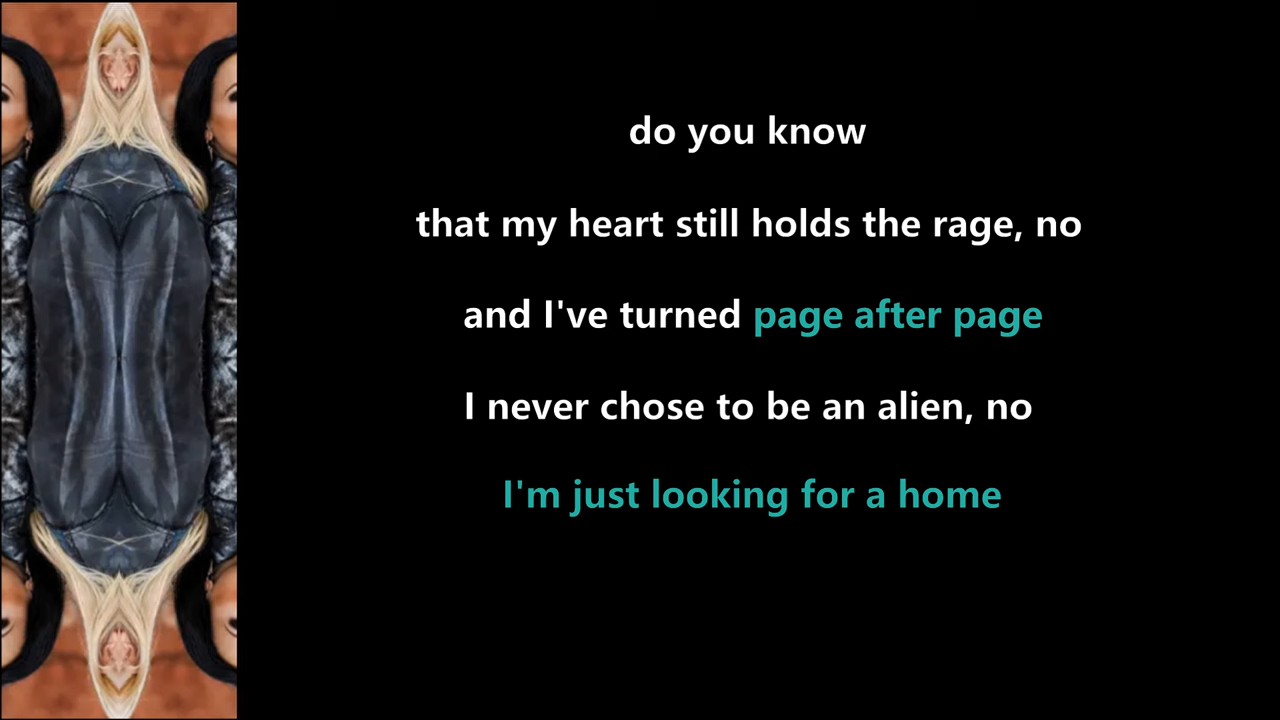 do you know
that my heart still holds the rage, no
and I've turned page after page
I never chose to be an alien, no
I'm just looking for a home